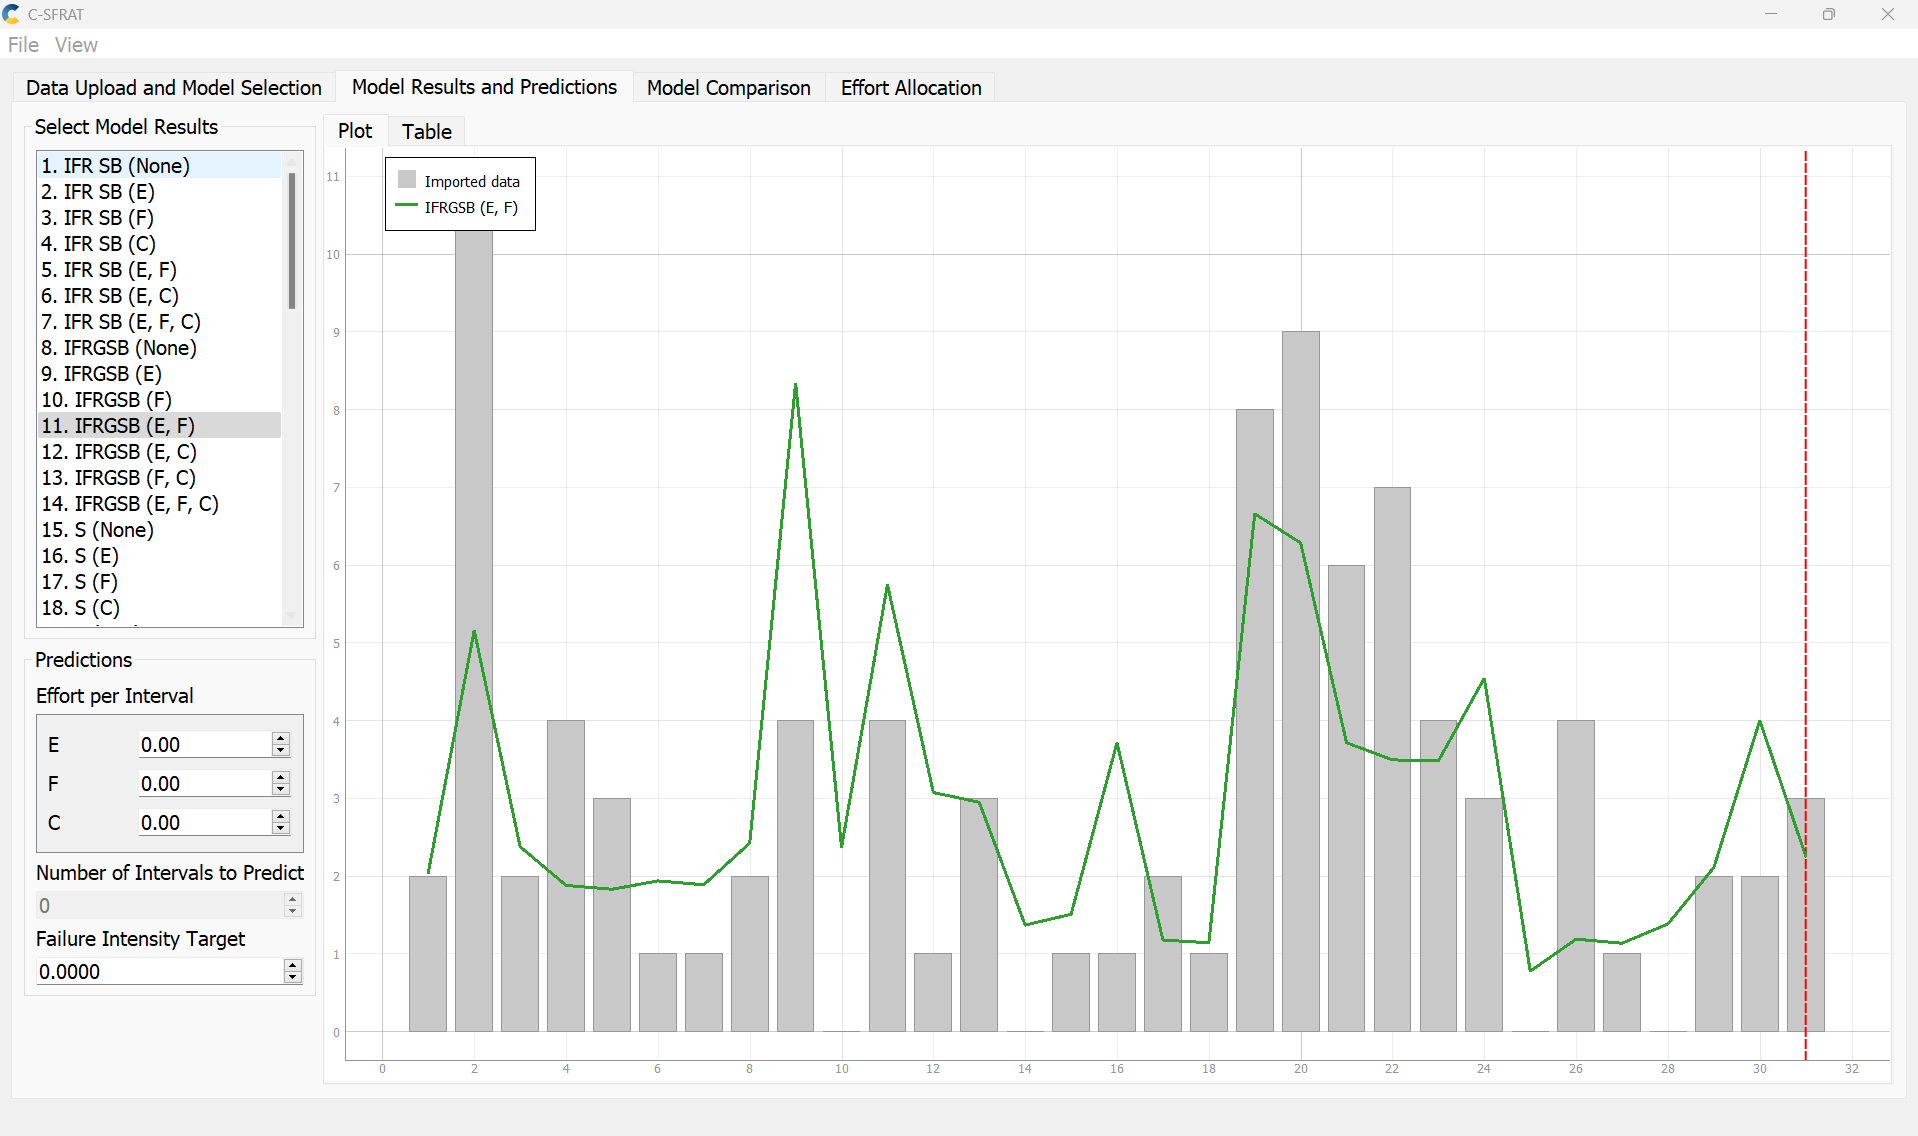 C-SFRAT
File View
Data Upload and Model Selection Model Results and Predictions Model Comparison Effort Allocation
Select Model Results
1. IFR SB (None)
2. IFR SB (E)
3. IFR SB (F)
4. IFR SB (C)
5. IFR SB (E, F)
6. IFR SB (E, C)
7. IFR SB (E, F, C)
8. IFRGSB (None)
9. IFRGSB (E)
10. IFRGSB (F)
11. IFRGSB (E, F)
12. IFRGSB (E, C)
13. IFRGSB (F, C)
14. IFRGSB (E, F, C)
15. S (None)
16. S (E)
17. S (F)
18. S (C)
Predictions
Effort per Interval
E 0.00
F 0.00
C 0.00
Number of Intervals to Predict
0
Failure Intensity Target
0.0000
Plot Table
Imported data
IFRGSB (E, F)
11
10
9
8
7
6
5
4
3
2
1
0
0 2 4 6 8 10 12 14 16 18 20 22 24 26 28 30 32